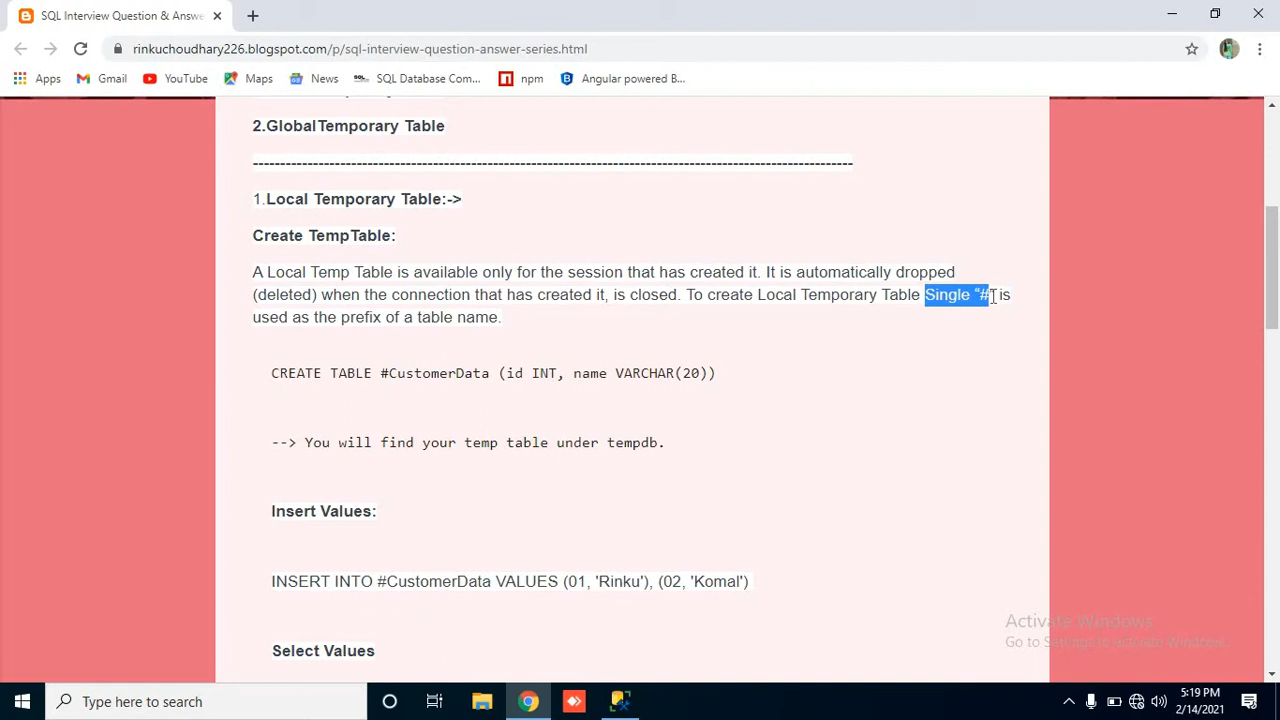 SQL Interview Question & Answe
rinkuchoudhary226.blogspot.com/p/sql-interview-question-answer-series.html
Apps Gmail YouTube Maps News SQL Database Com... npm Angular powered B...
2.GlobalTemporary Table
---------------------------------------------------------------------------------------------------------------
1.Local Temporary Table:->
Create TempTable:
A Local Temp Table is available only for the session that has created it. It is automatically dropped
(deleted) when the connection that has created it, is closed. To create Local Temporary Table Single “# is
used as the prefix of a table name.
CREATE TABLE #CustomerData (id INT, name VARCHAR(20))
--> You will find your temp table under tempdb.
Insert Values:
INSERT INTO #CustomerData VALUES (01, 'Rinku'), (02, 'Komal')
Select Values
Activate Windows
Go to Settings to activate Windows.
Type here to search
5:19 PM
2/14/2021